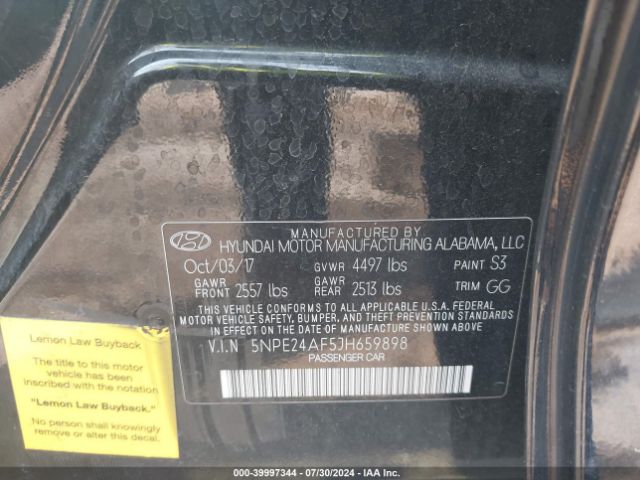 MANUFACTURED BY
HYUNDAI MOTOR MANUFACTURING ALABAMA, LLC
Oct/03/17 GVWR 4497 lbs PAINT S3
GAWR FRONT 2557 lbs GAWR REAR 2513 lbs TRIM GG
THIS VEHICLE CONFORMS TO ALL APPLICABLE U.S.A. FEDERAL
MOTOR VEHICLE SAFETY, BUMPER, AND THEFT PREVENTION STANDARDS
IN EFFECT ON THE DATE OF MANUFACTURE SHOWN ABOVE.
V.I.N 5NPE24AF5JH659898
PASSENGER CAR
Lemon Law Buyback
The title to this motor
vehicle has been
inscribed with the notation
"Lemon Law Buyback."
No person shall knowingly
remove or alter this decal.
000-39997344 / 07/30/2024 - IAA Inc.